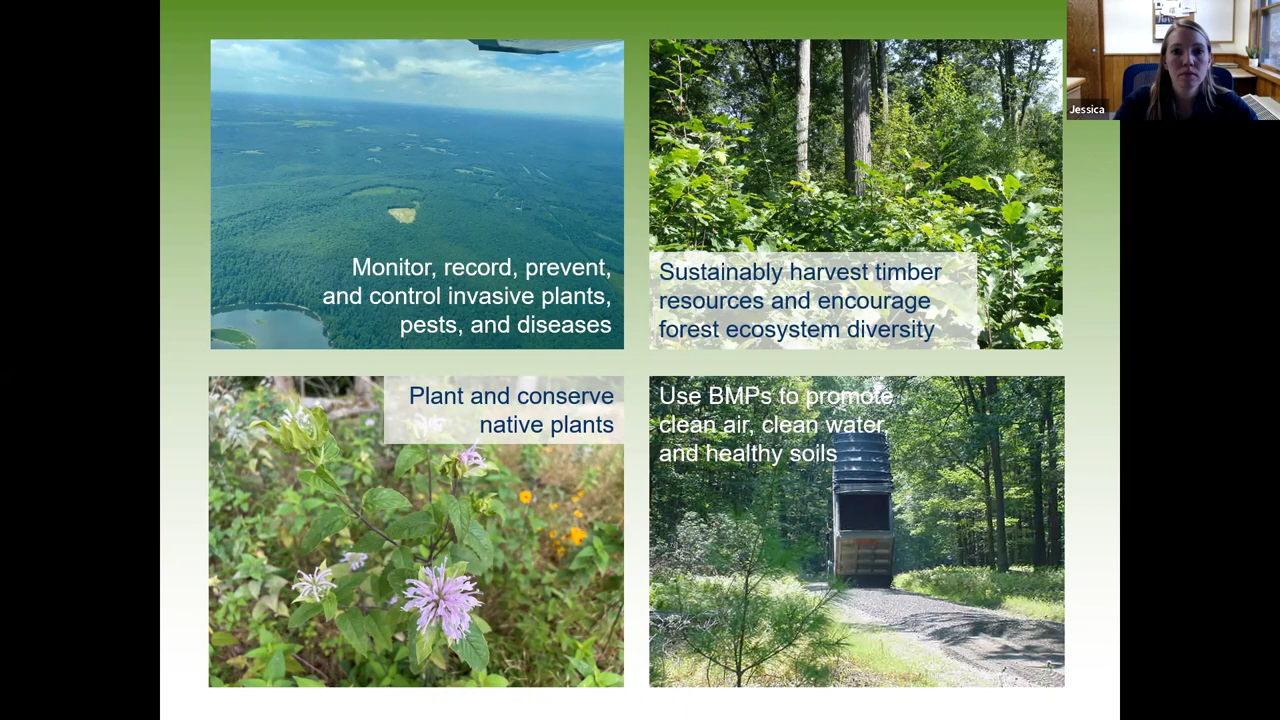 Jessica
Monitor, record, prevent,
and control invasive plants,
pests, and diseases
Sustainably harvest timber
resources and encourage
forest ecosystem diversity
Plant and conserve
native plants
Use BMPs to promote
clean air, clean water,
and healthy soils